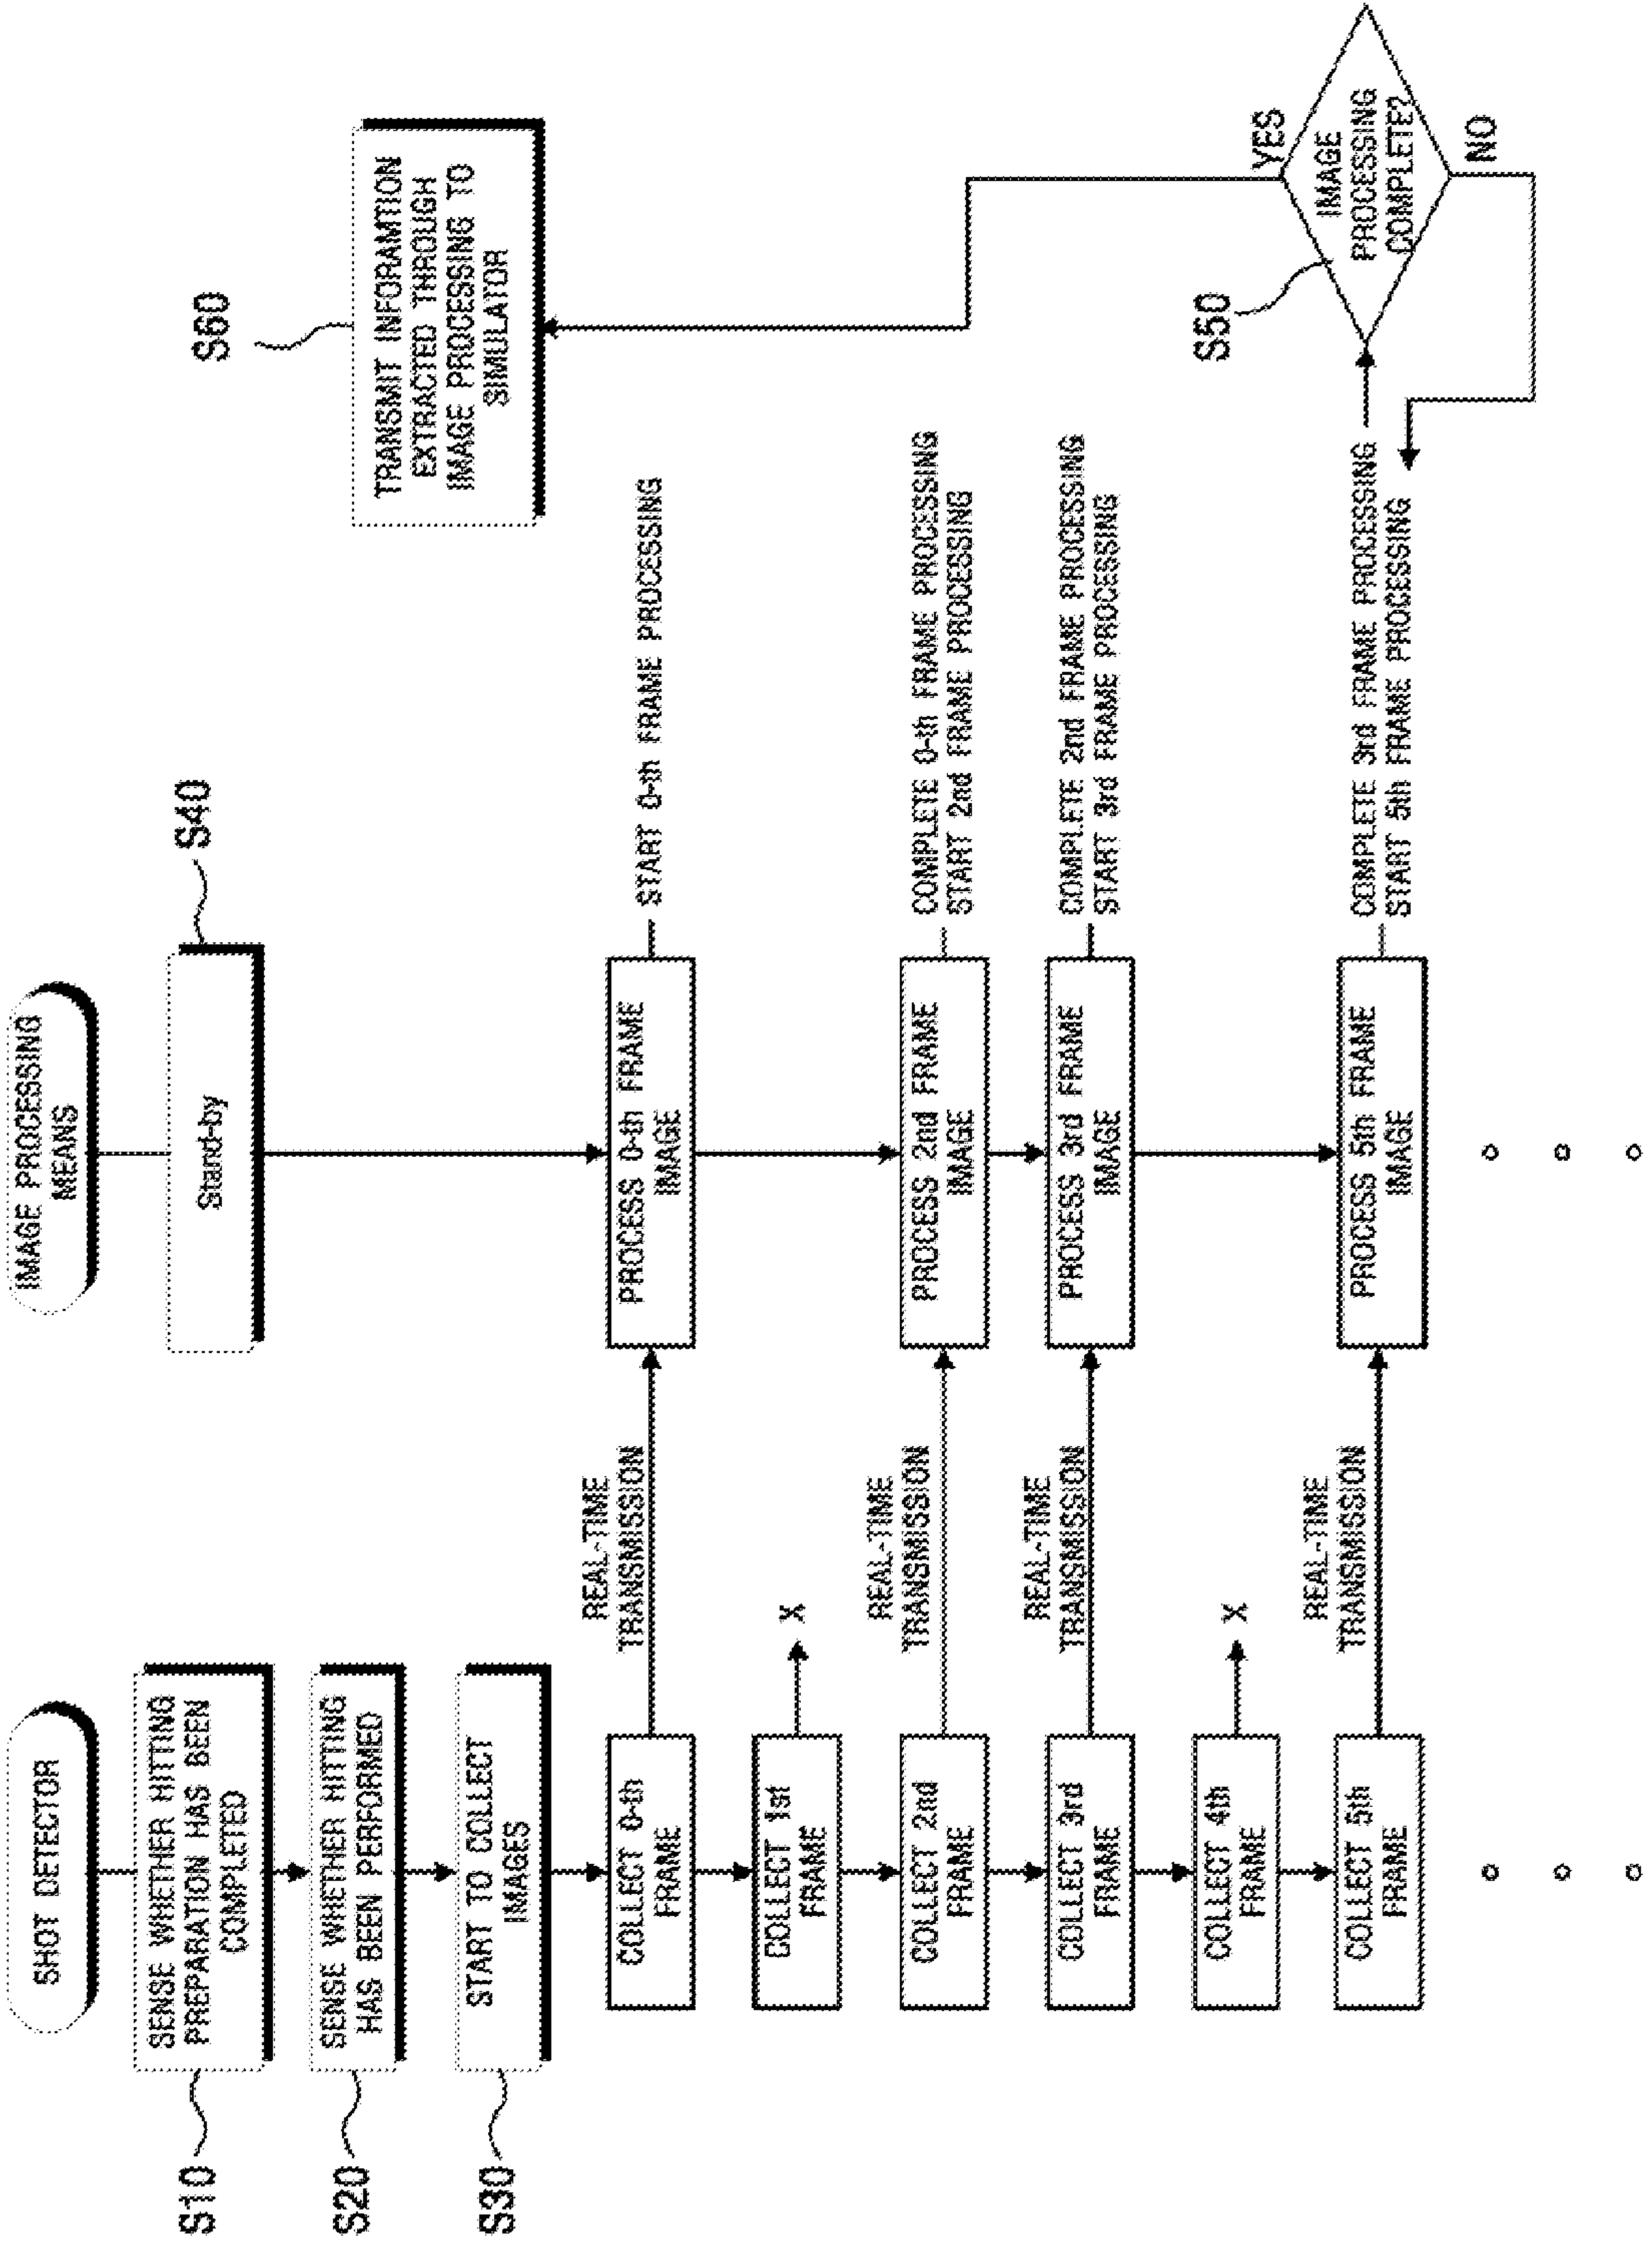 SHOT DETECTOR
S10
SENSE WHETHER HITTING
PREPARATION HAS BEEN
COMPLETED
S20
SENSE WHETHER HITTING
HAS BEEN PERFORMED
S30
START TO COLLECT
IMAGES
COLLECT 0-th
FRAME
COLLECT 1st
FRAME
X
COLLECT 2nd
FRAME
COLLECT 3rd
FRAME
COLLECT 4th
FRAME
X
COLLECT 5th
FRAME
REAL-TIME
TRANSMISSION
REAL-TIME
TRANSMISSION
REAL-TIME
TRANSMISSION
REAL-TIME
TRANSMISSION
IMAGE PROCESSING
MEANS
Stand-by
S40
PROCESS 0-th FRAME
IMAGE
START 0-th FRAME PROCESSING
PROCESS 2nd FRAME
IMAGE
COMPLETE 0-th FRAME PROCESSING
START 2nd FRAME PROCESSING
PROCESS 3rd FRAME
IMAGE
COMPLETE 2nd FRAME PROCESSING
START 3rd FRAME PROCESSING
PROCESS 5th FRAME
IMAGE
COMPLETE 3rd FRAME PROCESSING
START 5th FRAME PROCESSING
S60
TRANSMIT INFORAMTION
EXTRACTED THROUGH
IMAGE PROCESSING TO
SIMULATOR
S50
YES
IMAGE
PROCESSING
COMPLETE?
NO